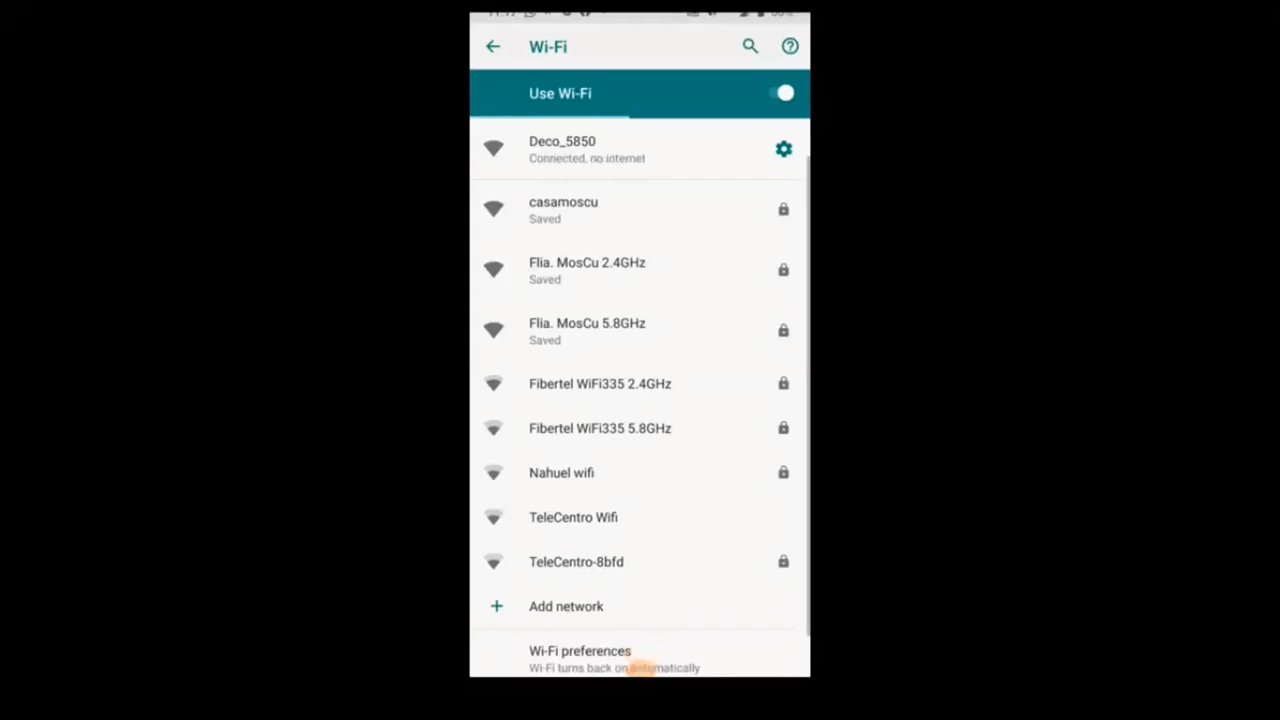 Wi-Fi
Use Wi-Fi
Deco_5850
Connected, no internet
casamoscu
Saved
Flia. MosCu 2.4GHz
Saved
Flia. MosCu 5.8GHz
Saved
Fibertel WiFi335 2.4GHz
Fibertel WiFi335 5.8GHz
Nahuel wifi
TeleCentro Wifi
TeleCentro-8bfd
Add network
Wi-Fi preferences
Wi-Fi turns back on automatically